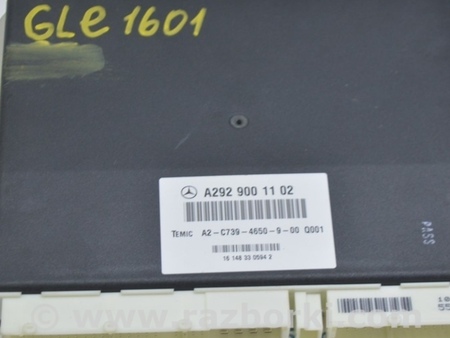 GLe 1601
A292 900 11 02
TEMIC A2-C739-4650-9-00 Q001
16 148 33 0594 2
PASS
www.razborki.com